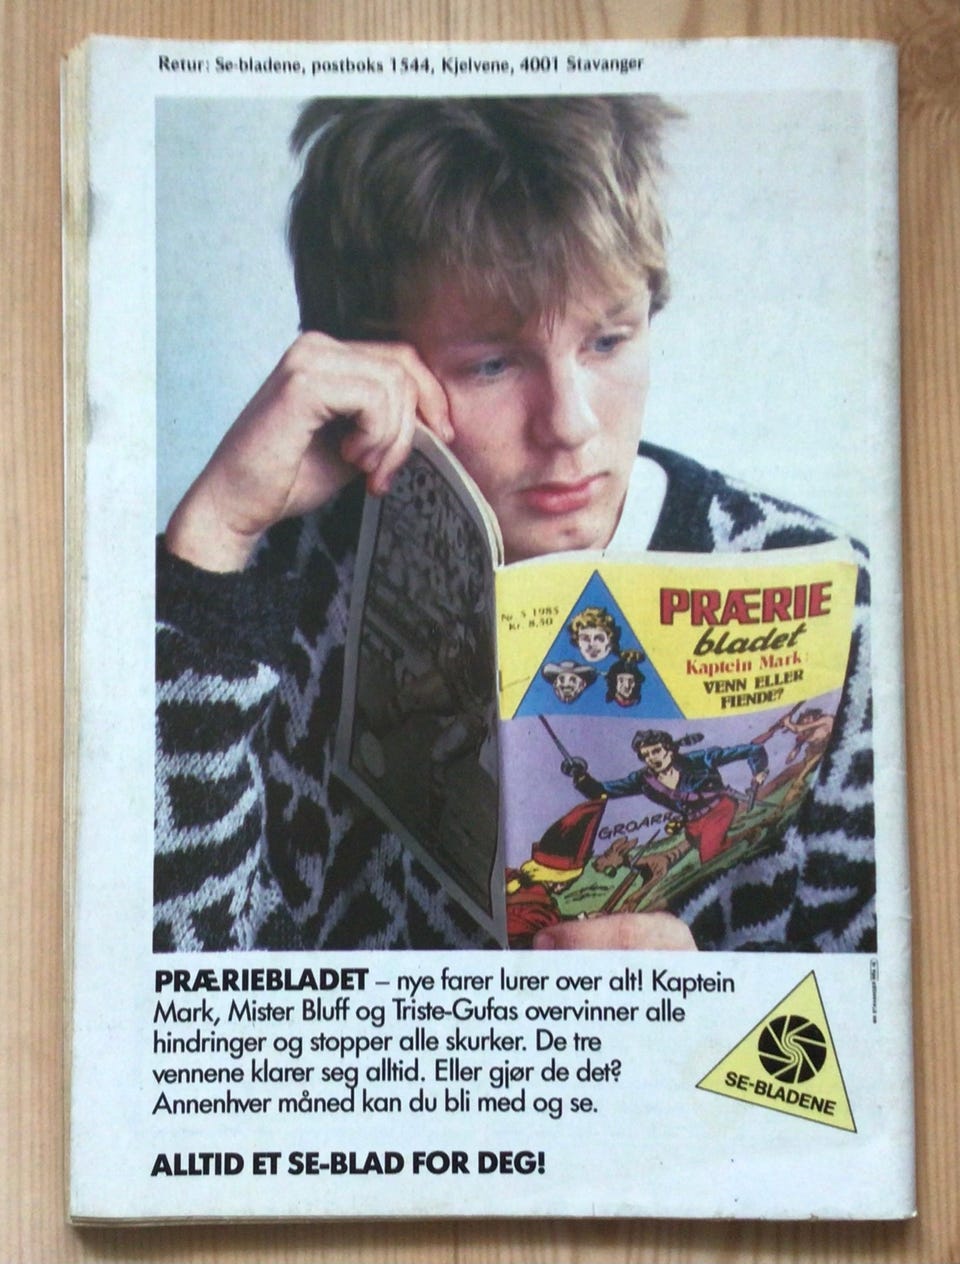 Retur: Se-bladene, postboks 1544, Kjelvene, 4001 Stavanger
Nr. 5 1985
Kr. 8,50
PRÆRIE
bladet
Kaptein Mark:
VENN ELLER
FIENDE?
GROARR
PRÆRIEBLADET – nye farer lurer over alt! Kaptein
Mark, Mister Bluff og Triste-Gufas overvinner alle
hindringer og stopper alle skurker. De tre
vennene klarer seg alltid. Eller gjør de det?
Annenhver måned kan du bli med og se.
SE-BLADENE
ALLTID ET SE-BLAD FOR DEG!